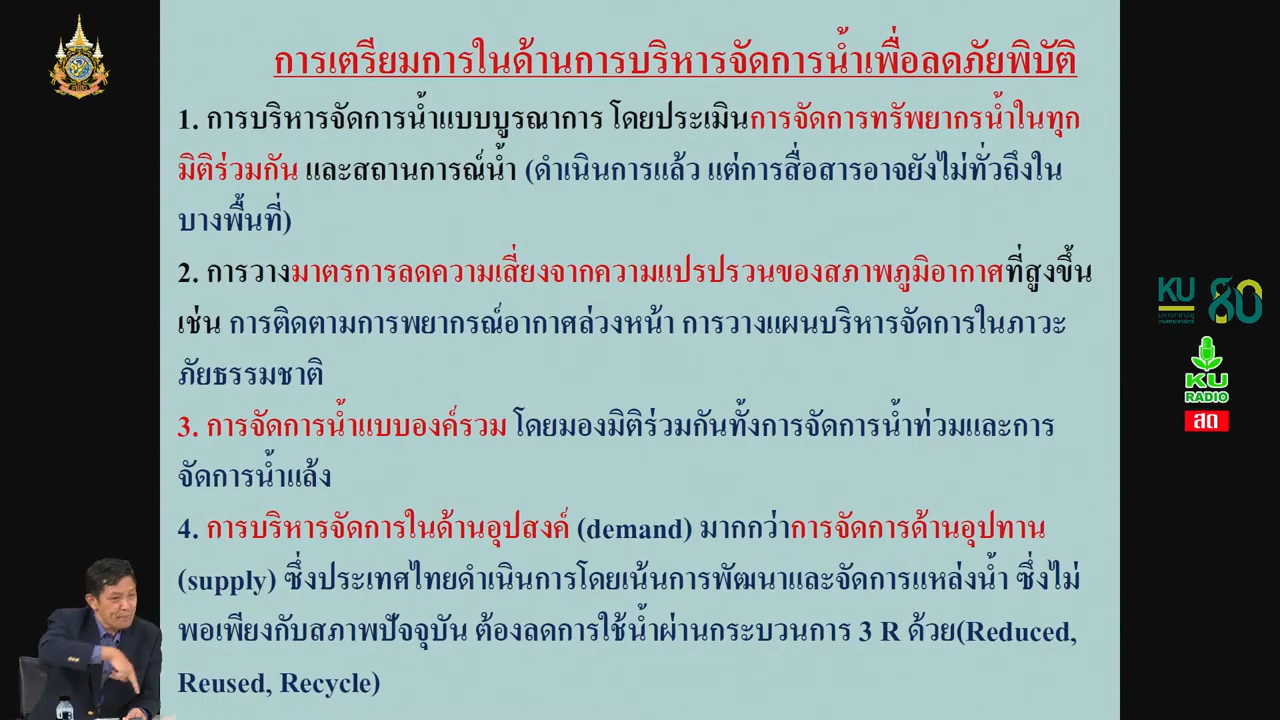 การเตรียมการในด้านการบริหารจัดการน้ำเพื่อลดภัยพิบัติ
1. การบริหารจัดการน้ำแบบบูรณาการ โดยประเมินการจัดการทรัพยากรน้ำในทุก
มิติร่วมกัน และสถานการณ์น้ำ (ดำเนินการแล้ว แต่การสื่อสารอาจยังไม่ทั่วถึงใน
บางพื้นที่)
2. การวางมาตรการลดความเสี่ยงจากความแปรปรวนของสภาพภูมิอากาศที่สูงขึ้น
เช่น การติดตามการพยากรณ์อากาศล่วงหน้า การวางแผนบริหารจัดการในภาวะ
ภัยธรรมชาติ
3. การจัดการน้ำแบบองค์รวม โดยมองมิติร่วมกันทั้งการจัดการน้ำท่วมและการ
จัดการน้ำแล้ง
4. การบริหารจัดการในด้านอุปสงค์ (demand) มากกว่าการจัดการด้านอุปทาน
(supply) ซึ่งประเทศไทยดำเนินการโดยเน้นการพัฒนาและจัดการแหล่งน้ำ ซึ่งไม่
พอเพียงกับสภาพปัจจุบัน ต้องลดการใช้น้ำผ่านกระบวนการ 3 R ด้วย(Reduced,
Reused, Recycle)
KU 80
KU
RADIO
สด